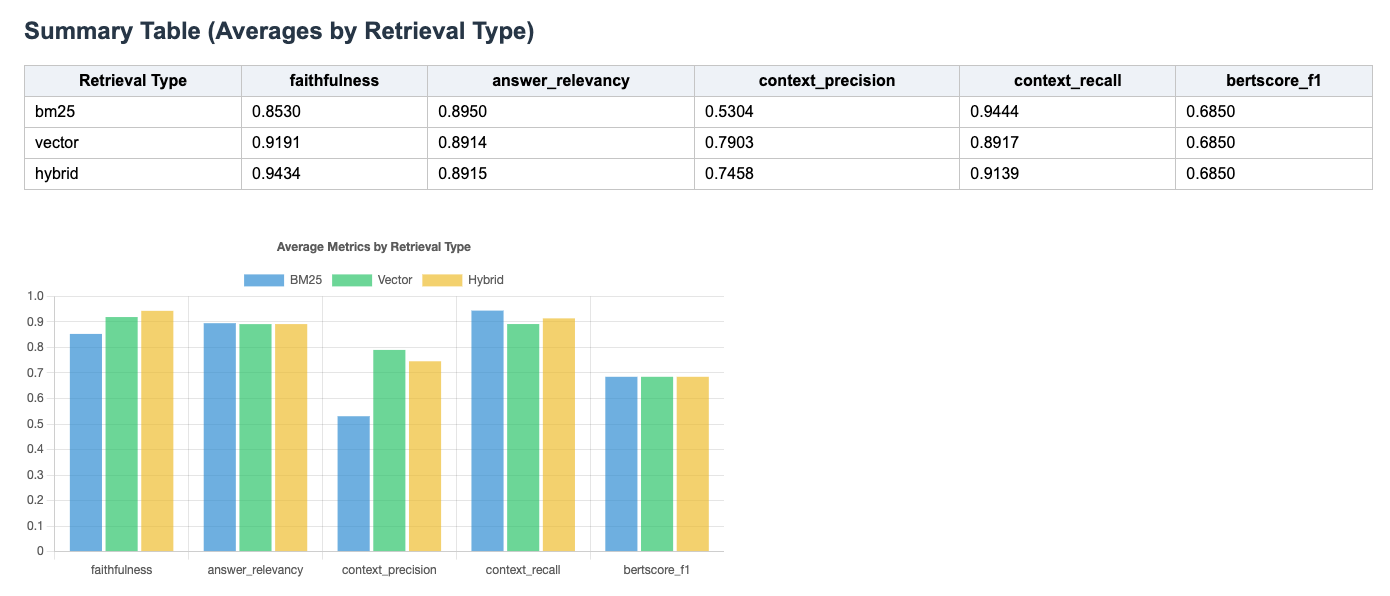 Summary Table (Averages by Retrieval Type)
Retrieval Type faithfulness answer_relevancy context_precision context_recall bertscore_f1
bm25 0.8530 0.8950 0.5304 0.9444 0.6850
vector 0.9191 0.8914 0.7903 0.8917 0.6850
hybrid 0.9434 0.8915 0.7458 0.9139 0.6850
Average Metrics by Retrieval Type
BM25 Vector Hybrid
1.0
0.9
0.8
0.7
0.6
0.5
0.4
0.3
0.2
0.1
0
faithfulness answer_relevancy context_precision context_recall bertscore_f1